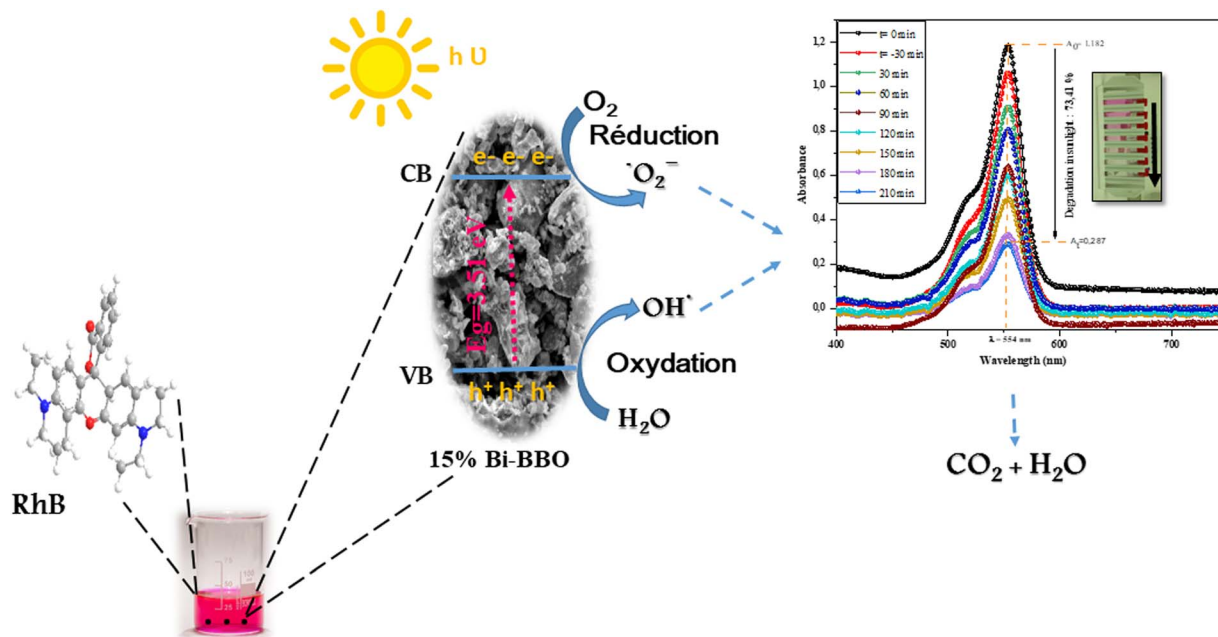 h Ʋ
O₂
Réduction
e- e- e-
CB
·O₂⁻
Eg=3.51 eV
OH·
Oxydation
VB
h⁺ h⁺ h⁺
H₂O
15% Bi-BBO
RhB
50
25
100
t= 0min
t= -30 min
30 min
60 min
90 min
120 min
150 min
180 min
210 min
1,2
1,0
0,8
0,6
0,4
0,2
0,0
Absorbance
A₀= 1.182
Degradation in sunlight : 73,41 %
Aₜ=0,287
λ = 554 nm
400
500
600
700
Wavelength (nm)
CO₂ + H₂O